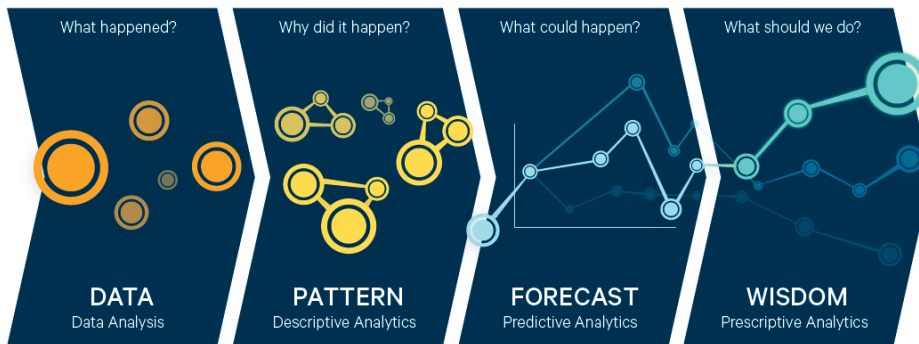 What happened?
Why did it happen?
What could happen?
What should we do?
DATA
Data Analysis
PATTERN
Descriptive Analytics
FORECAST
Predictive Analytics
WISDOM
Prescriptive Analytics